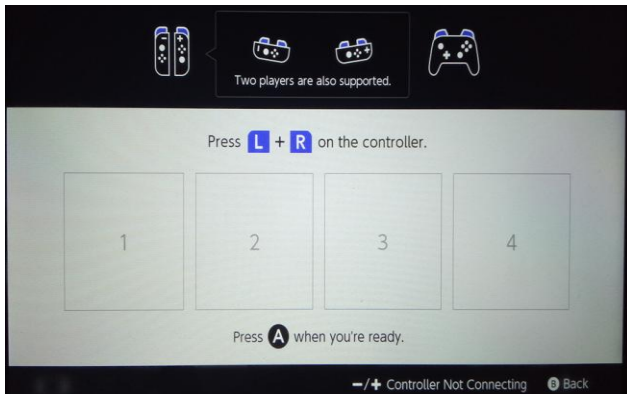 Two players are also supported.
Press L + R on the controller.
1 2 3 4
Press A when you're ready.
−/+ Controller Not Connecting B Back